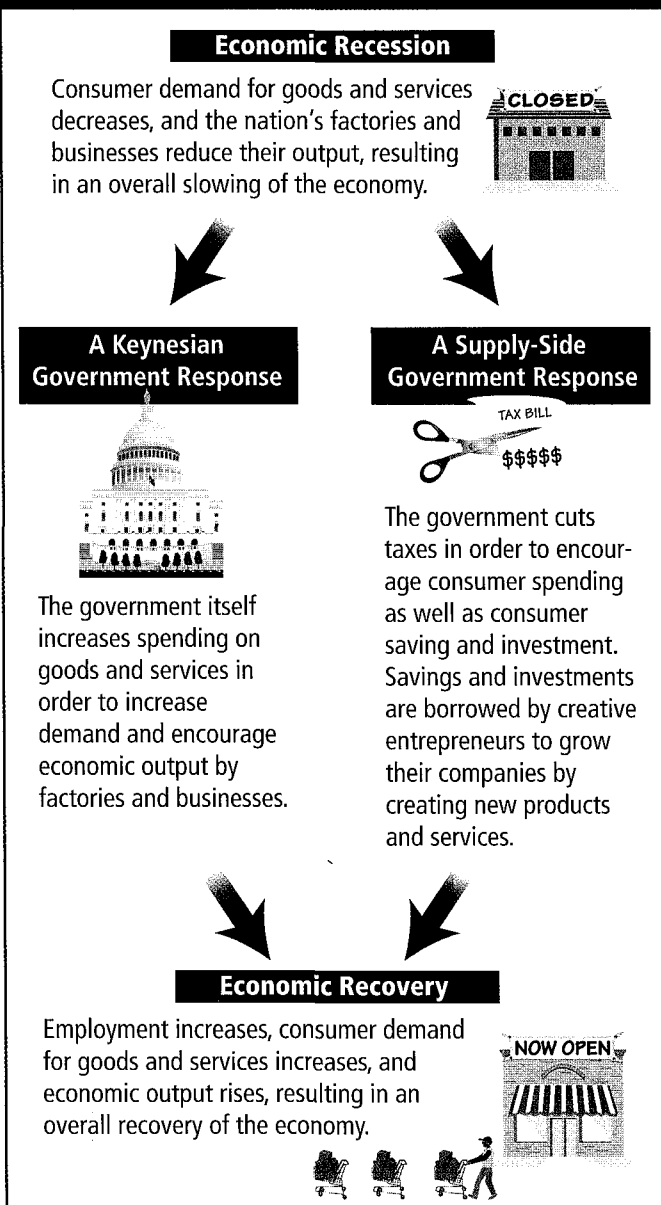 Economic Recession
Consumer demand for goods and services
decreases, and the nation's factories and
businesses reduce their output, resulting
in an overall slowing of the economy.
CLOSED
A Keynesian
Government Response
The government itself
increases spending on
goods and services in
order to increase
demand and encourage
economic output by
factories and businesses.
A Supply-Side
Government Response
TAX BILL
$$$$$
The government cuts
taxes in order to encour-
age consumer spending
as well as consumer
saving and investment.
Savings and investments
are borrowed by creative
entrepreneurs to grow
their companies by
creating new products
and services.
Economic Recovery
Employment increases, consumer demand
for goods and services increases, and
economic output rises, resulting in an
overall recovery of the economy.
NOW OPEN